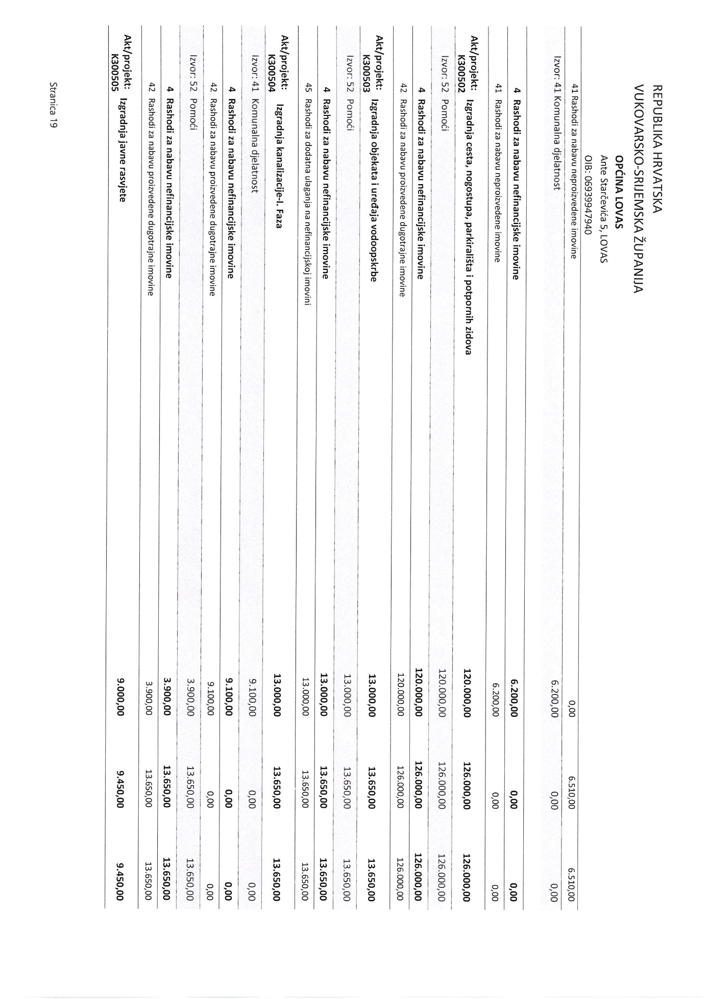 REPUBLIKA HRVATSKA
VUKOVARSKO-SRIJEMSKA ŽUPANIJA
OPĆINA LOVAS
Ante Starčevića 5, LOVAS
OIB: 06939947940
41 Rashodi za nabavu neproizvedene imovine 0,00 6.510,00 6.510,00
Izvor: 41 Komunalna djelatnost 6.200,00 0,00 0,00
4 Rashodi za nabavu nefinancijske imovine 6.200,00 0,00 0,00
41 Rashodi za nabavu neproizvedene imovine 6.200,00 0,00 0,00
Akt/projekt: Izgradnja cesta, nogostupa, parkirališta i potpornih zidova 120.000,00 126.000,00 126.000,00
K300502
Izvor: 52 Pomoći 120.000,00 126.000,00 126.000,00
4 Rashodi za nabavu nefinancijske imovine 120.000,00 126.000,00 126.000,00
42 Rashodi za nabavu proizvedene dugotrajne imovine 120.000,00 126.000,00 126.000,00
Akt/projekt: Izgradnja objekata i uređaja vodoopskrbe 13.000,00 13.650,00 13.650,00
K300503
Izvor: 52 Pomoći 13.000,00 13.650,00 13.650,00
4 Rashodi za nabavu nefinancijske imovine 13.000,00 13.650,00 13.650,00
45 Rashodi za dodatna ulaganja na nefinancijskoj imovini 13.000,00 13.650,00 13.650,00
Akt/projekt: Izgradnja kanalizacije-I. Faza 13.000,00 13.650,00 13.650,00
K300504
Izvor: 41 Komunalna djelatnost 9.100,00 0,00 0,00
4 Rashodi za nabavu nefinancijske imovine 9.100,00 0,00 0,00
42 Rashodi za nabavu proizvedene dugotrajne imovine 9.100,00 0,00 0,00
Izvor: 52 Pomoći 3.900,00 13.650,00 13.650,00
4 Rashodi za nabavu nefinancijske imovine 3.900,00 13.650,00 13.650,00
42 Rashodi za nabavu proizvedene dugotrajne imovine 3.900,00 13.650,00 13.650,00
Akt/projekt: Izgradnja javne rasvjete 9.000,00 9.450,00 9.450,00
K300505
Stranica 19